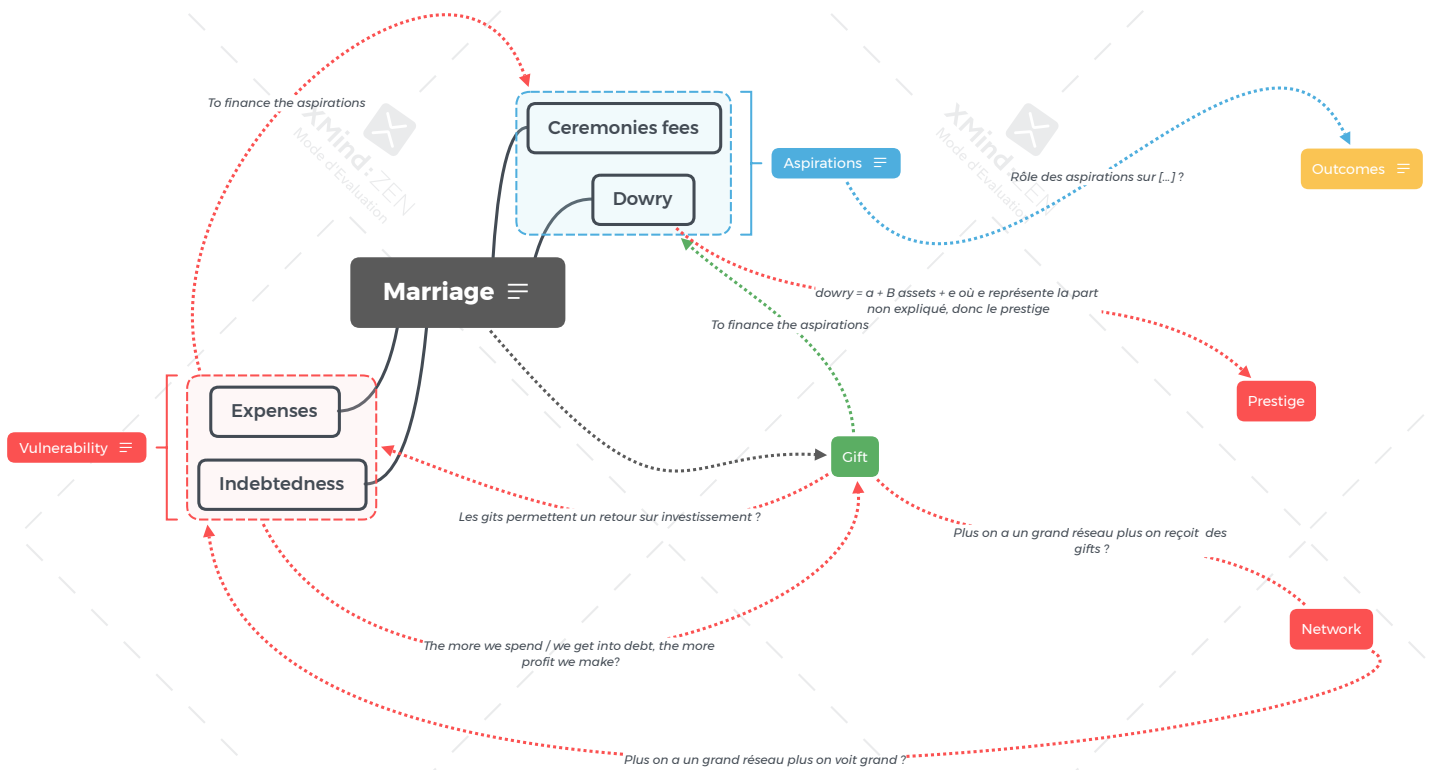 To finance the aspirations
XMind:ZEN
Mode d'Evaluation
XMind:ZEN
Mode d'Evaluation
Ceremonies fees
Dowry
Aspirations
Rôle des aspirations sur [...] ?
Outcomes
Marriage
dowry = a + B assets + e où e représente la part
non expliqué, donc le prestige
To finance the aspirations
Prestige
Expenses
Vulnerability
Indebtedness
Gift
Les gits permettent un retour sur investissement ?
Plus on a un grand réseau plus on reçoit des
gifts ?
Network
The more we spend / we get into debt, the more
profit we make?
Plus on a un grand réseau plus on voit grand ?